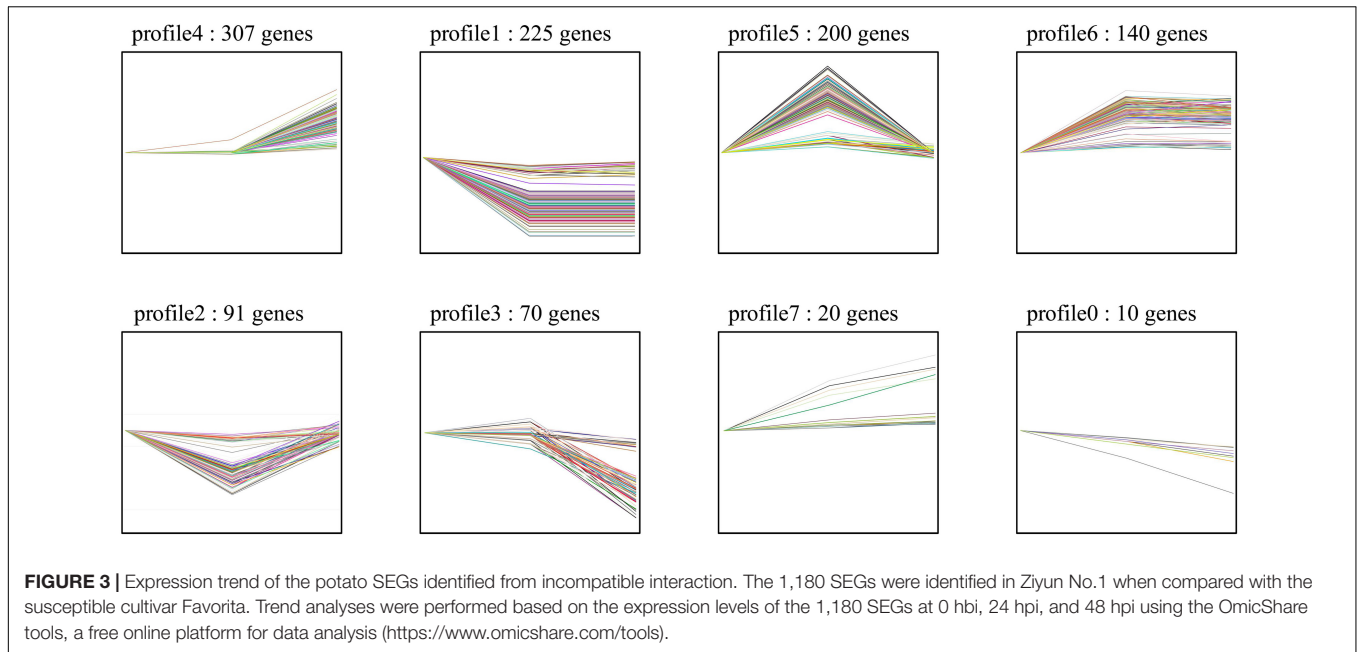 profile4 : 307 genes
profile1 : 225 genes
profile5 : 200 genes
profile6 : 140 genes
profile2 : 91 genes
profile3 : 70 genes
profile7 : 20 genes
profile0 : 10 genes
FIGURE 3 | Expression trend of the potato SEGs identified from incompatible interaction. The 1,180 SEGs were identified in Ziyun No.1 when compared with the
susceptible cultivar Favorita. Trend analyses were performed based on the expression levels of the 1,180 SEGs at 0 hbi, 24 hpi, and 48 hpi using the OmicShare
tools, a free online platform for data analysis (https://www.omicshare.com/tools).